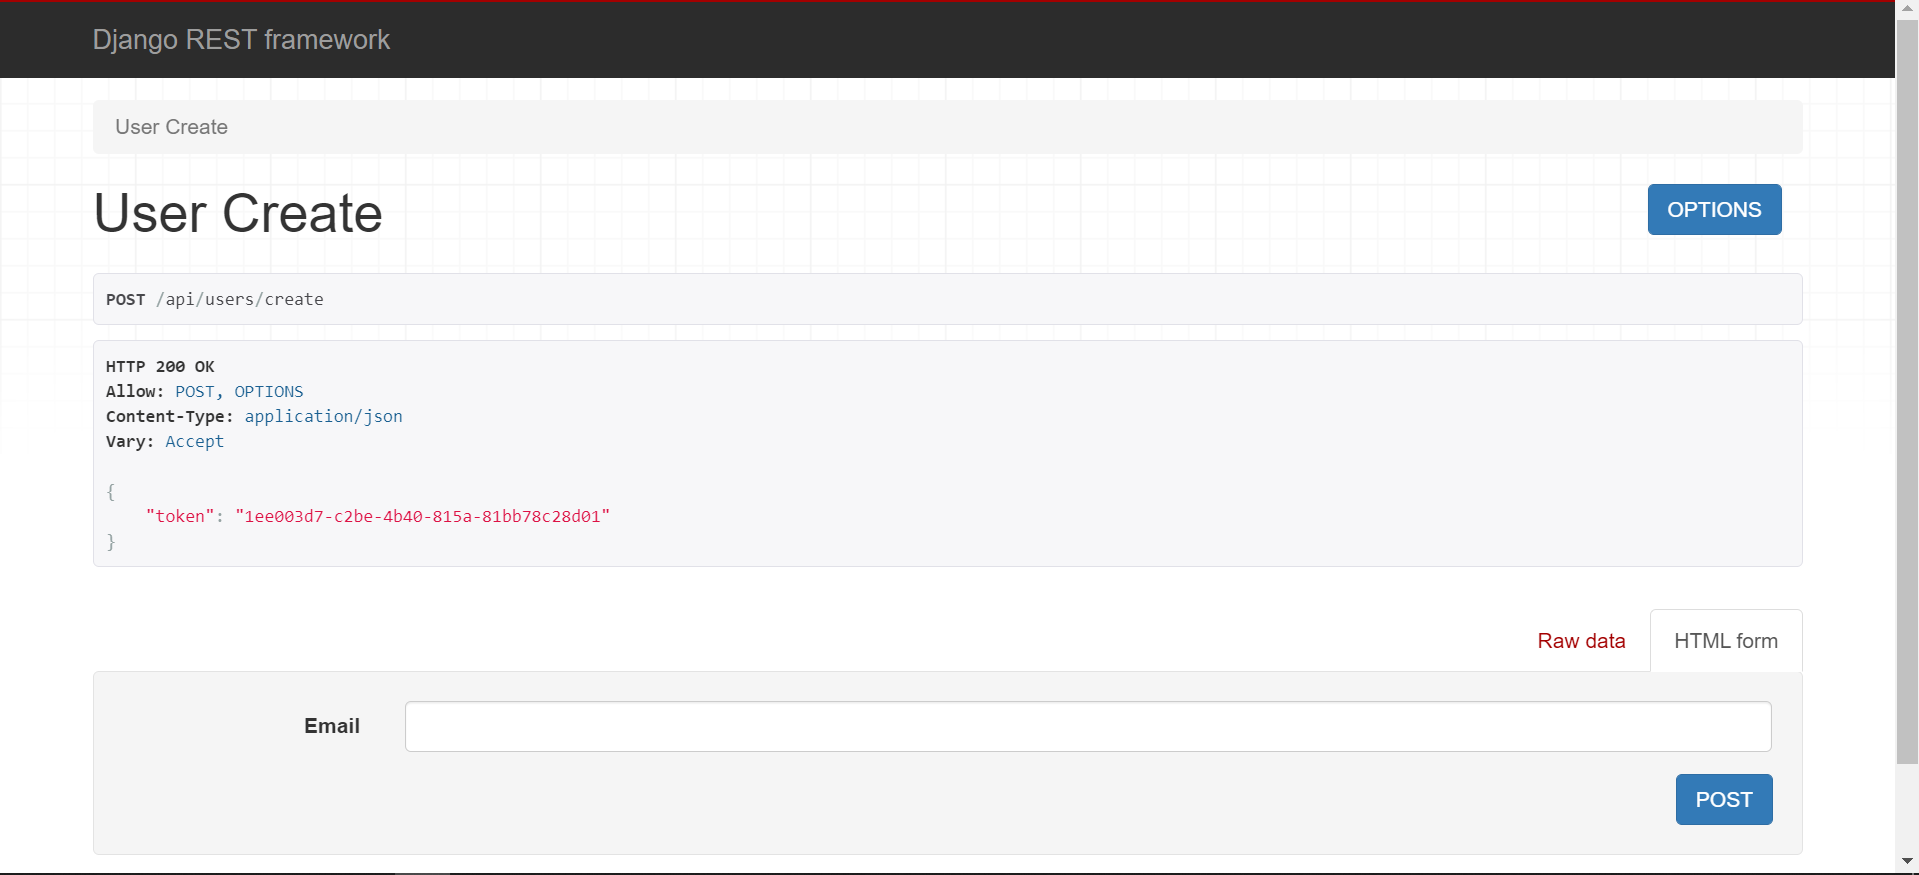 Django REST framework
User Create
User Create
OPTIONS
POST /api/users/create
HTTP 200 OK
Allow: POST, OPTIONS
Content-Type: application/json
Vary: Accept
{
    "token": "1ee003d7-c2be-4b40-815a-81bb78c28d01"
}
Raw data
HTML form
Email
POST